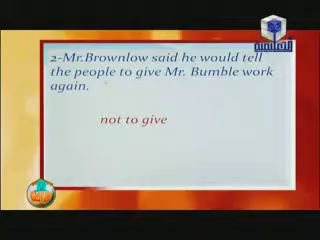 2-Mr.Brownlow said he would tell
the people to give Mr. Bumble work
again.
not to give